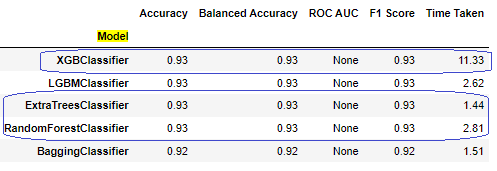 Accuracy Balanced Accuracy ROC AUC F1 Score Time Taken
Model
XGBClassifier 0.93 0.93 None 0.93 11.33
LGBMClassifier 0.93 0.93 None 0.93 2.62
ExtraTreesClassifier 0.93 0.93 None 0.93 1.44
RandomForestClassifier 0.93 0.93 None 0.93 2.81
BaggingClassifier 0.92 0.92 None 0.92 1.51